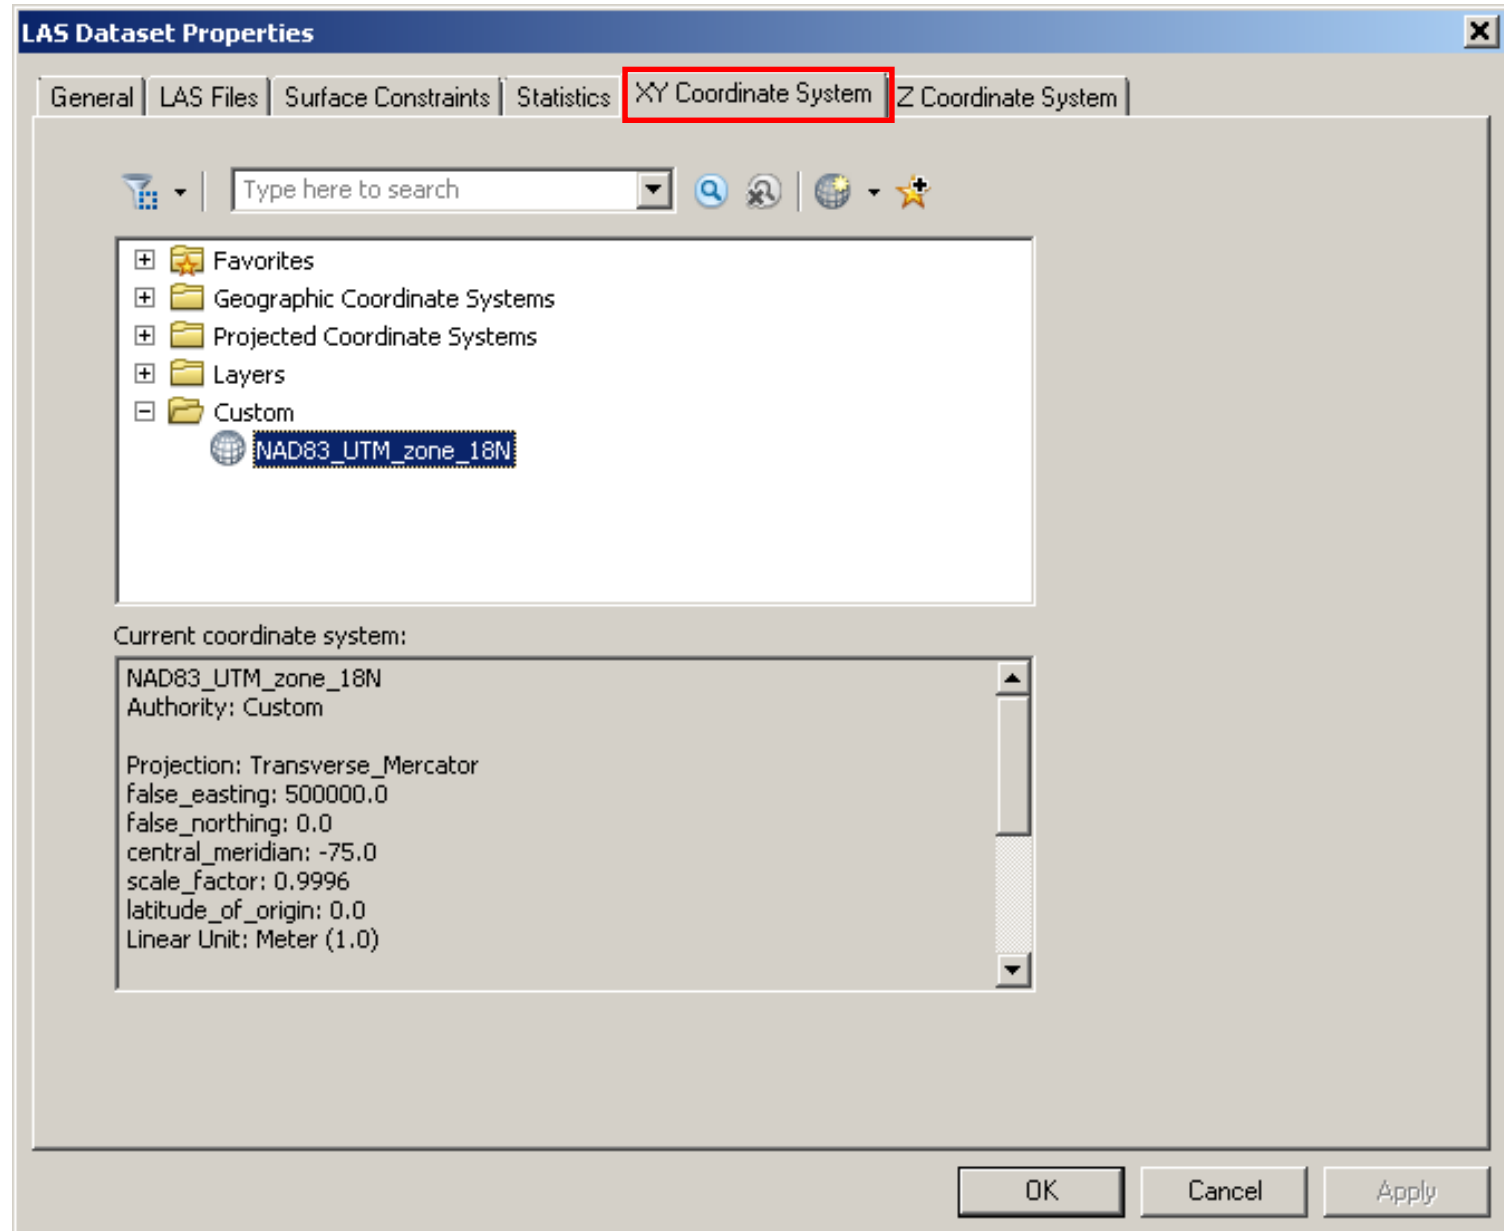 LAS Dataset Properties
General LAS Files Surface Constraints Statistics XY Coordinate System Z Coordinate System
Type here to search
Favorites
Geographic Coordinate Systems
Projected Coordinate Systems
Layers
Custom
NAD83_UTM_zone_18N
Current coordinate system:
NAD83_UTM_zone_18N
Authority: Custom
Projection: Transverse_Mercator
false_easting: 500000.0
false_northing: 0.0
central_meridian: -75.0
scale_factor: 0.9996
latitude_of_origin: 0.0
Linear Unit: Meter (1.0)
OK Cancel Apply